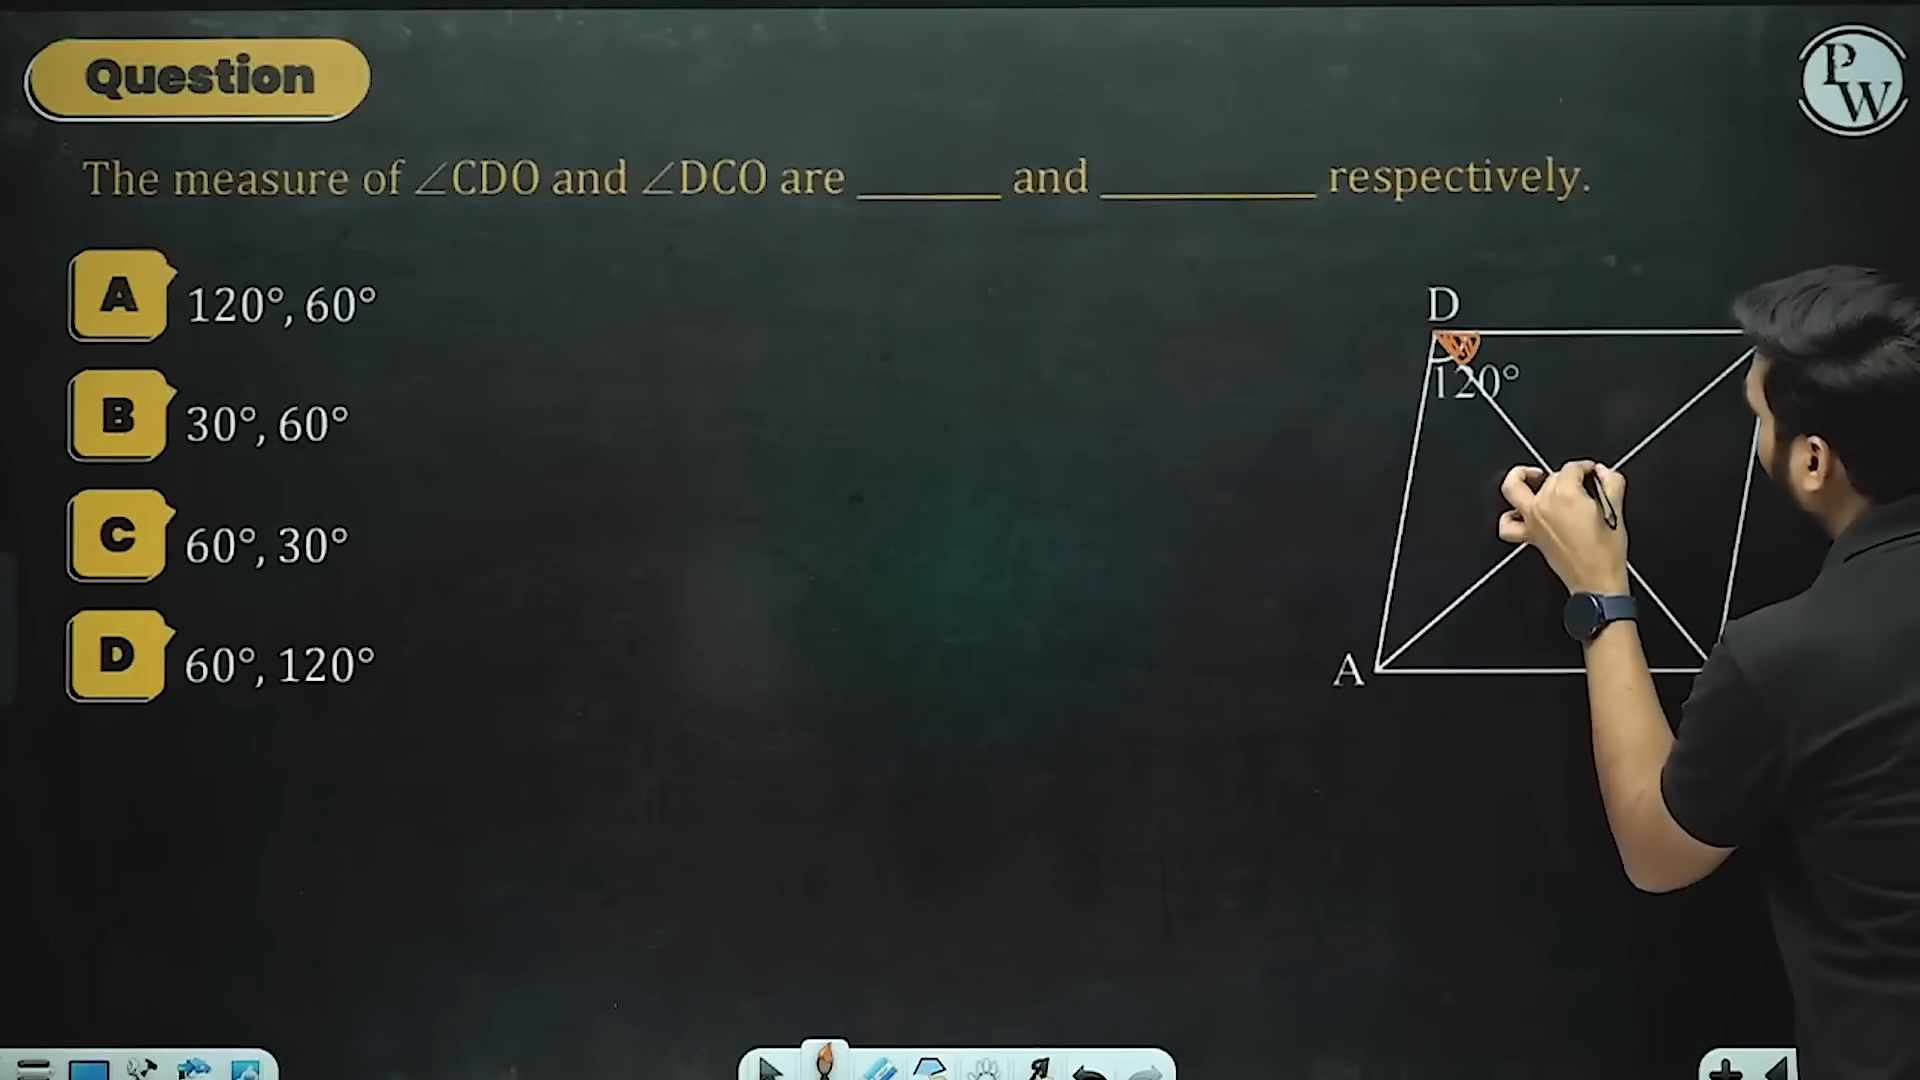 Question
P
W
The measure of ∠CDO and ∠DCO are ______ and _________ respectively.
A 120°, 60°
B 30°, 60°
C 60°, 30°
D 60°, 120°
D
120°
A